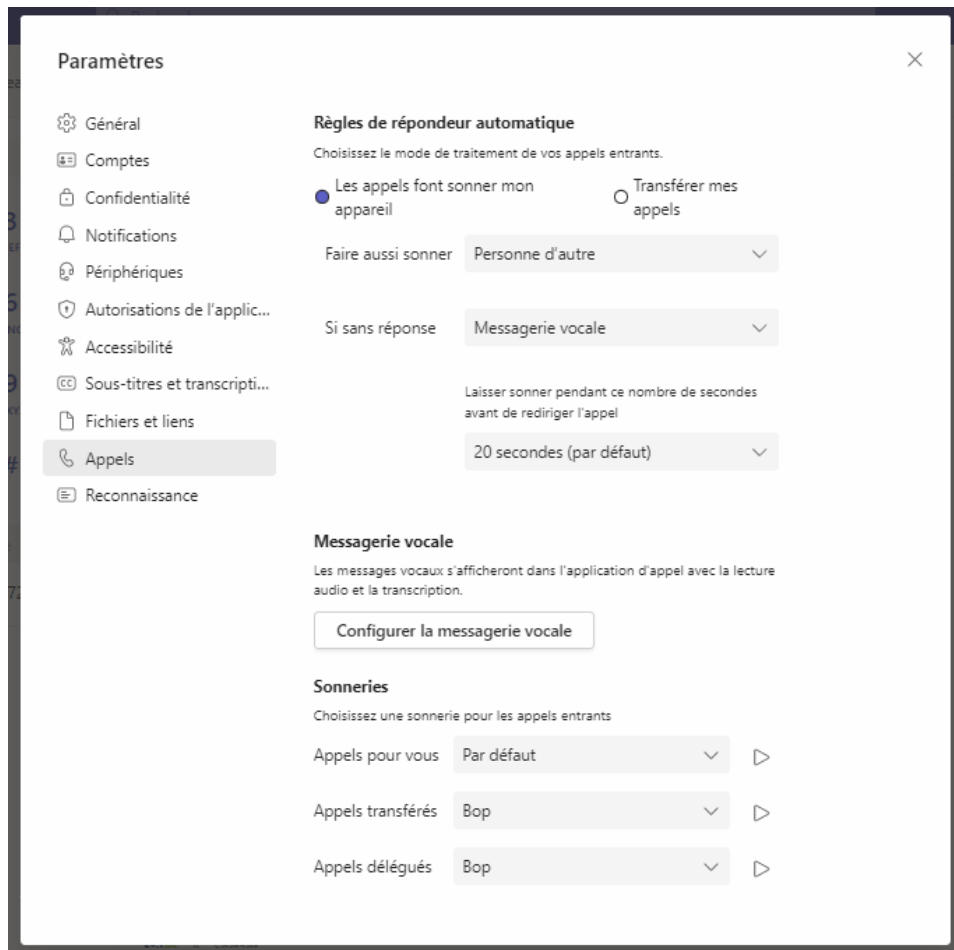 Paramètres
Général
Comptes
Confidentialité
Notifications
Périphériques
Autorisations de l'applic...
Accessibilité
Sous-titres et transcripti...
Fichiers et liens
Appels
Reconnaissance
Règles de répondeur automatique
Choisissez le mode de traitement de vos appels entrants.
Les appels font sonner mon
appareil
Transférer mes
appels
Faire aussi sonner Personne d'autre
Si sans réponse Messagerie vocale
Laisser sonner pendant ce nombre de secondes
avant de rediriger l'appel
20 secondes (par défaut)
Messagerie vocale
Les messages vocaux s'afficheront dans l'application d'appel avec la lecture
audio et la transcription.
Configurer la messagerie vocale
Sonneries
Choisissez une sonnerie pour les appels entrants
Appels pour vous Par défaut
Appels transférés Bop
Appels délégués Bop